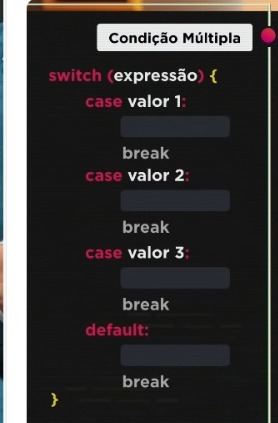 Condição Múltipla
switch (expressão) {
case valor 1:
break
case valor 2:
break
case valor 3:
break
default:
break
}